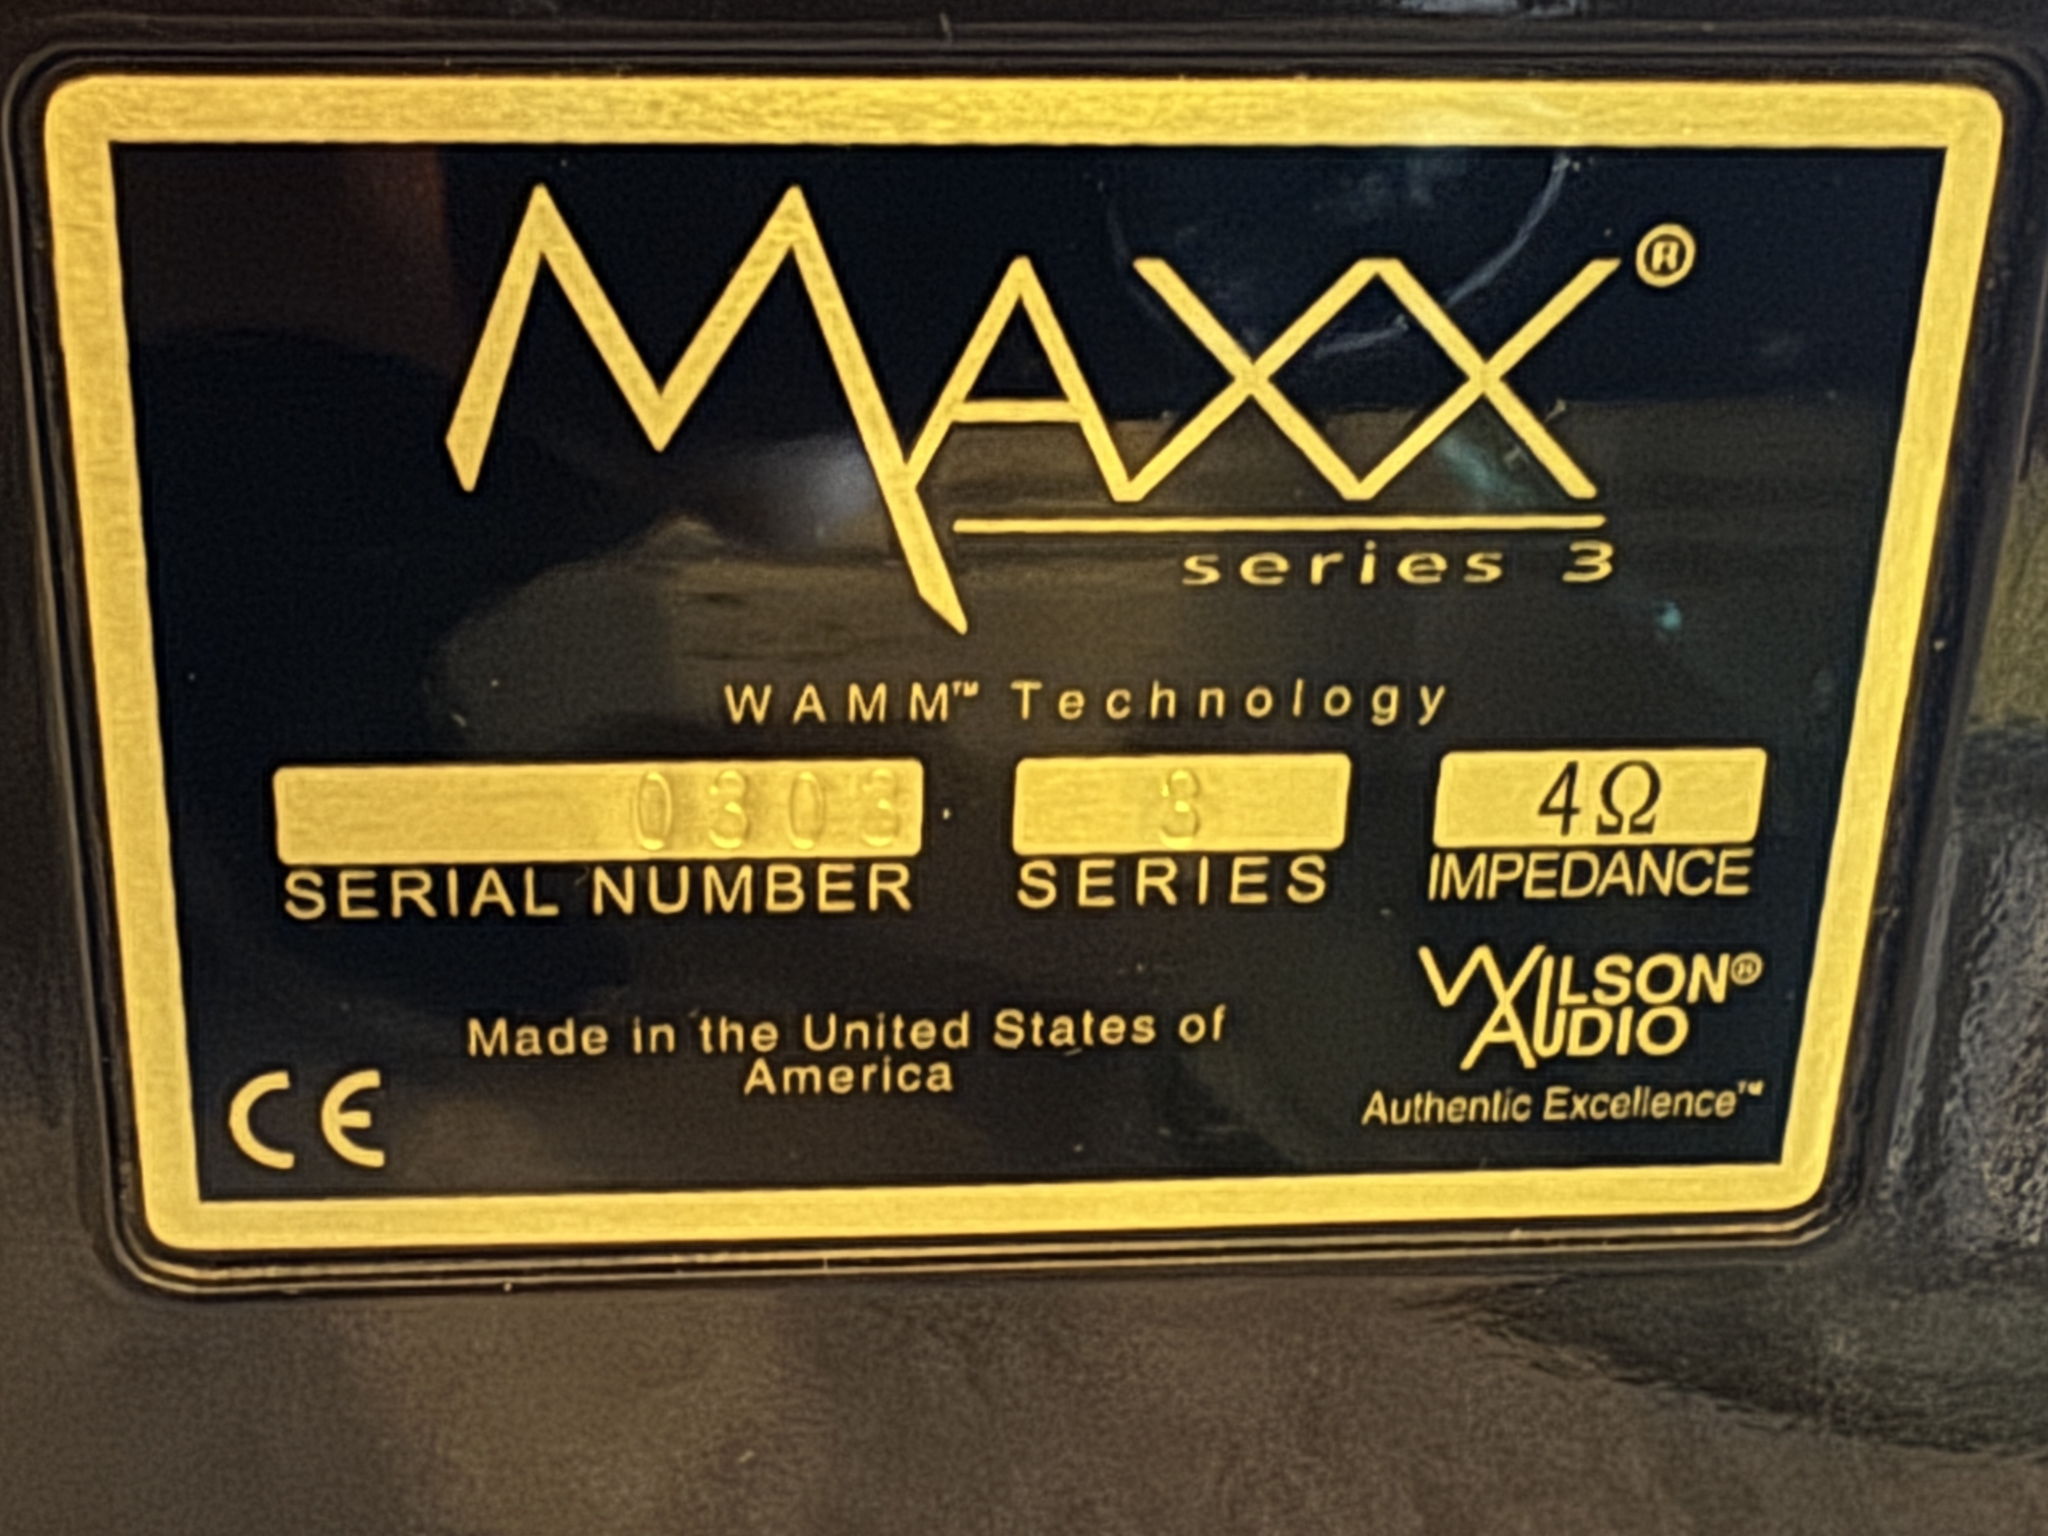 MAXX®
series 3
WAMM™ Technology
0303 3 4Ω
SERIAL NUMBER SERIES IMPEDANCE
Made in the United States of
America
CE
WILSON®
AUDIO
Authentic Excellence™